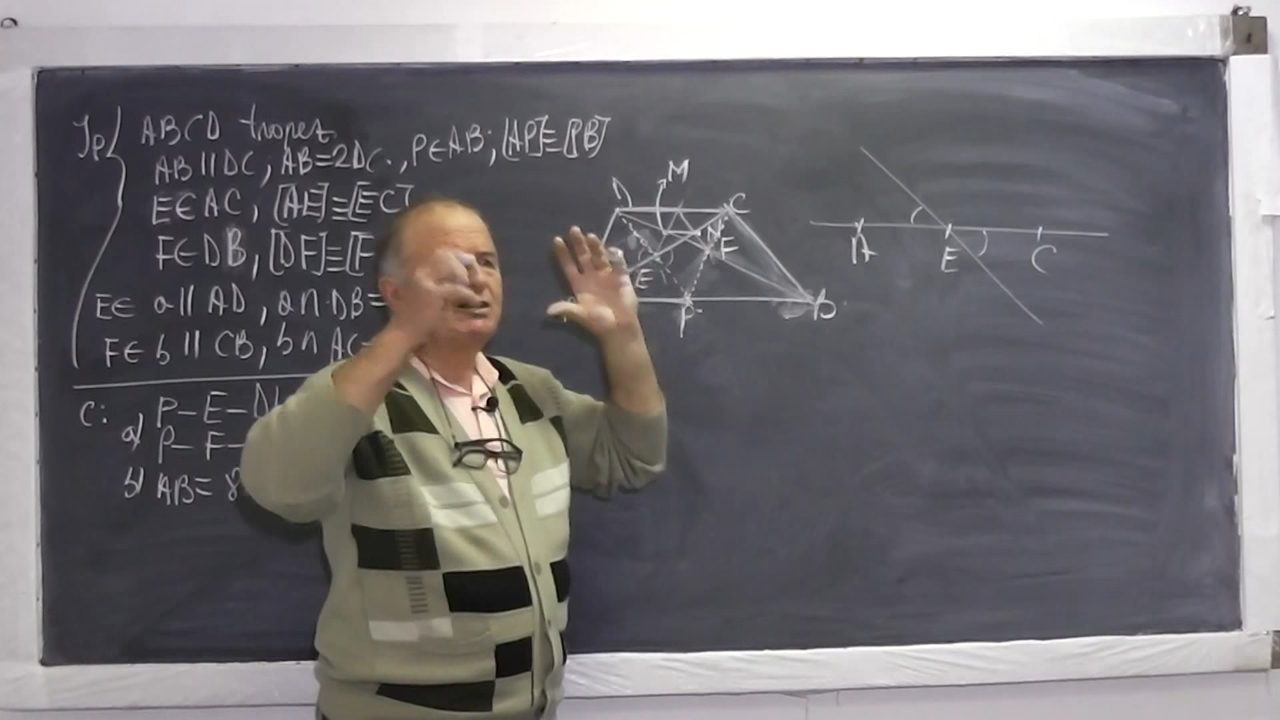 Ip { ABCD trapez
AB ∥ DC ; AB = 2DC , P ∈ AB ; [AP] ≡ [PB]
E ∈ AC , [AE] ≡ [EC]
F ∈ DB , [DF] ≡ [F
E ∈ a ∥ AD , a ∩ DB =
F ∈ b ∥ CB , b ∩ AC =
C: a) P – E – D
P – F –
b) AB = 8
M
D C
N
E F
P B
A E C